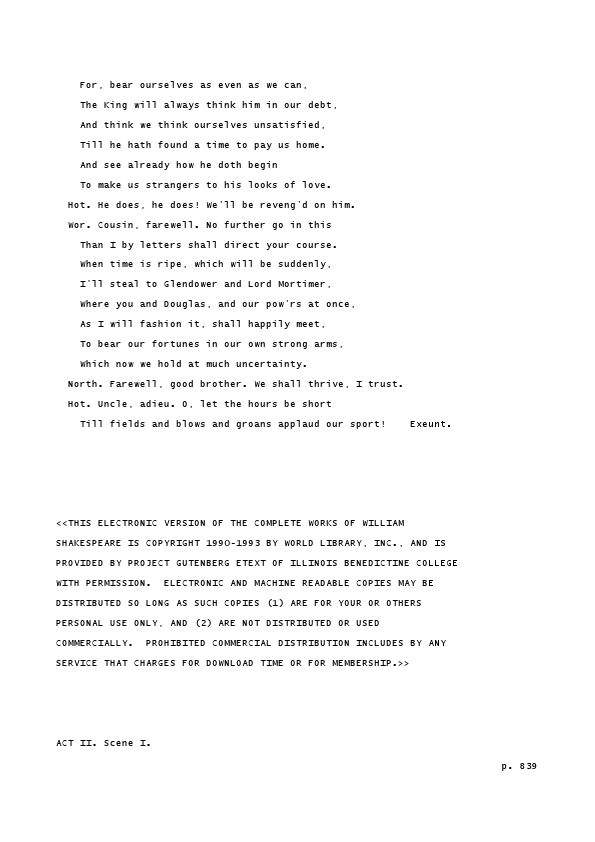 For, bear ourselves as even as we can,
The King will always think him in our debt,
And think we think ourselves unsatisfied,
Till he hath found a time to pay us home.
And see already how he doth begin
To make us strangers to his looks of love.
Hot. He does, he does! We'll be reveng'd on him.
Wor. Cousin, farewell. No further go in this
Than I by letters shall direct your course.
When time is ripe, which will be suddenly,
I'll steal to Glendower and Lord Mortimer,
Where you and Douglas, and our pow'rs at once,
As I will fashion it, shall happily meet,
To bear our fortunes in our own strong arms,
Which now we hold at much uncertainty.
North. Farewell, good brother. We shall thrive, I trust.
Hot. Uncle, adieu. O, let the hours be short
Till fields and blows and groans applaud our sport!    Exeunt.
<<THIS ELECTRONIC VERSION OF THE COMPLETE WORKS OF WILLIAM
SHAKESPEARE IS COPYRIGHT 1990-1993 BY WORLD LIBRARY, INC., AND IS
PROVIDED BY PROJECT GUTENBERG ETEXT OF ILLINOIS BENEDICTINE COLLEGE
WITH PERMISSION.  ELECTRONIC AND MACHINE READABLE COPIES MAY BE
DISTRIBUTED SO LONG AS SUCH COPIES (1) ARE FOR YOUR OR OTHERS
PERSONAL USE ONLY, AND (2) ARE NOT DISTRIBUTED OR USED
COMMERCIALLY.  PROHIBITED COMMERCIAL DISTRIBUTION INCLUDES BY ANY
SERVICE THAT CHARGES FOR DOWNLOAD TIME OR FOR MEMBERSHIP.>>
ACT II. Scene I.
p. 839